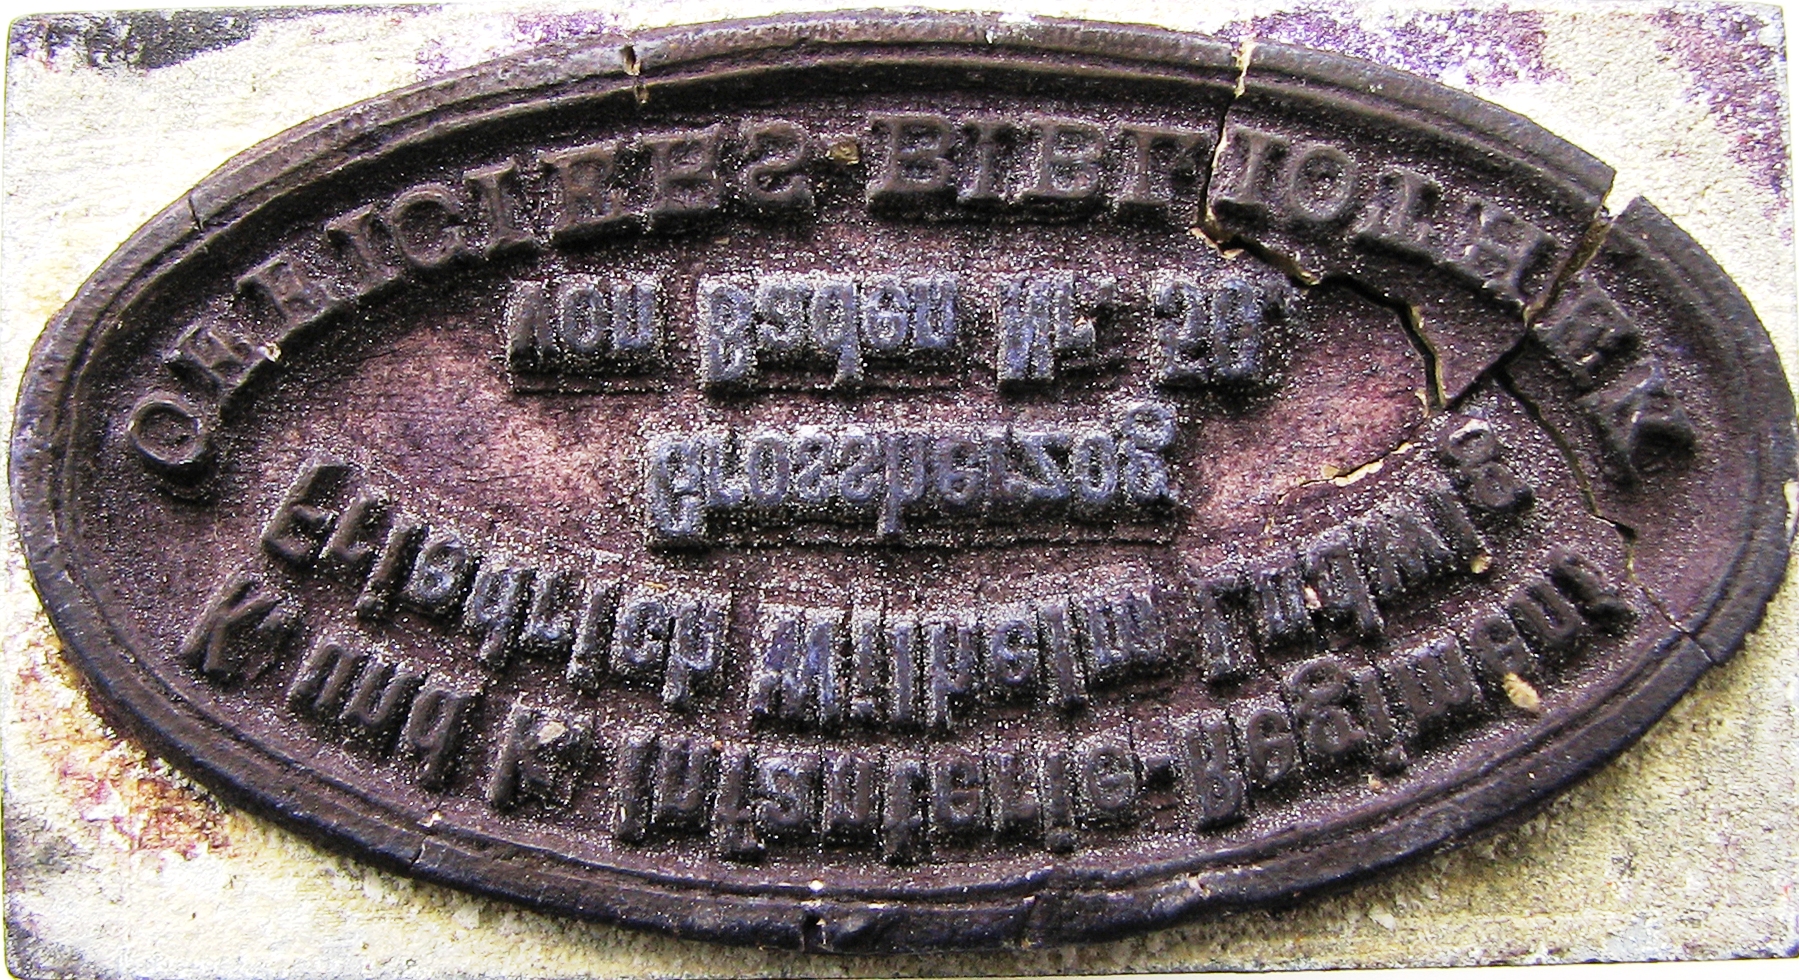 K. und K. Infanterie-Regiment
Friedrich Wilhelm Ludwig
Grossherzog
von Baden Nr. 50.
OFFICIERS-BIBLIOTHEK